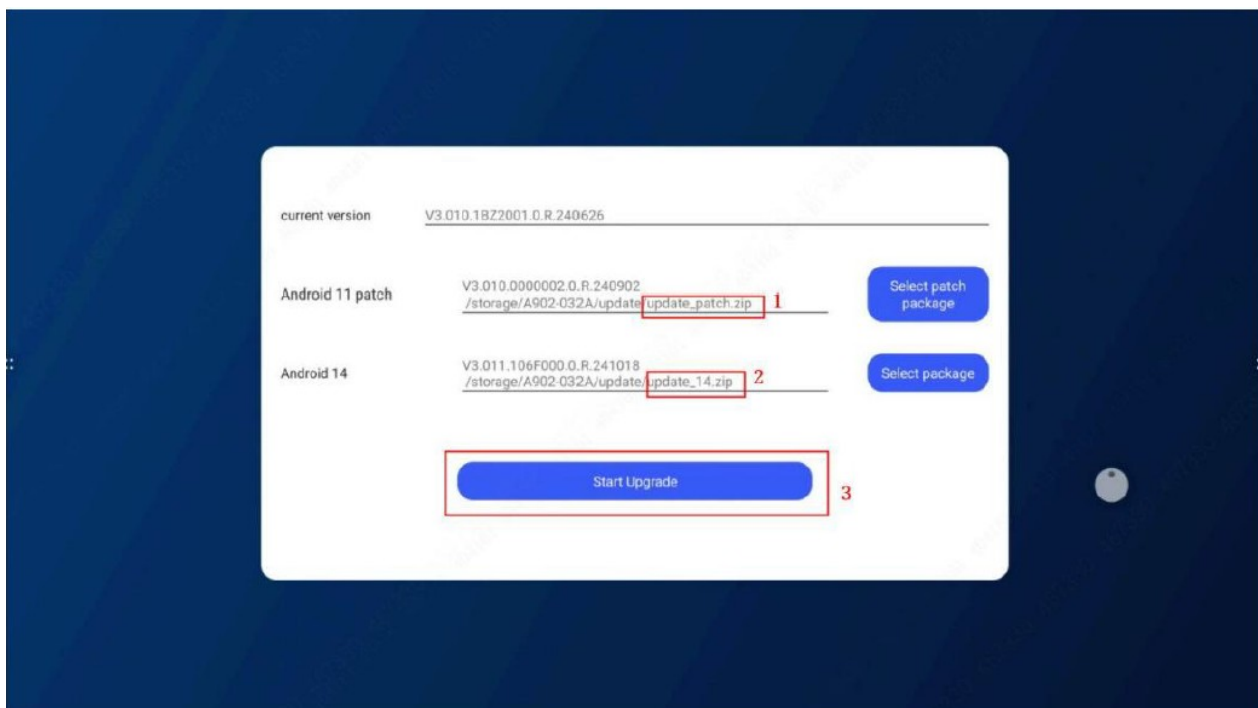 current version
V3.010.1BZ2001.0.R.240626
Android 11 patch
V3.010.0000002.0.R.240902
/storage/A902-032A/update/update_patch.zip
1
Select patch
package
Android 14
V3.011.106F000.0.R.241018
/storage/A902-032A/update/update_14.zip
2
Select package
Start Upgrade
3